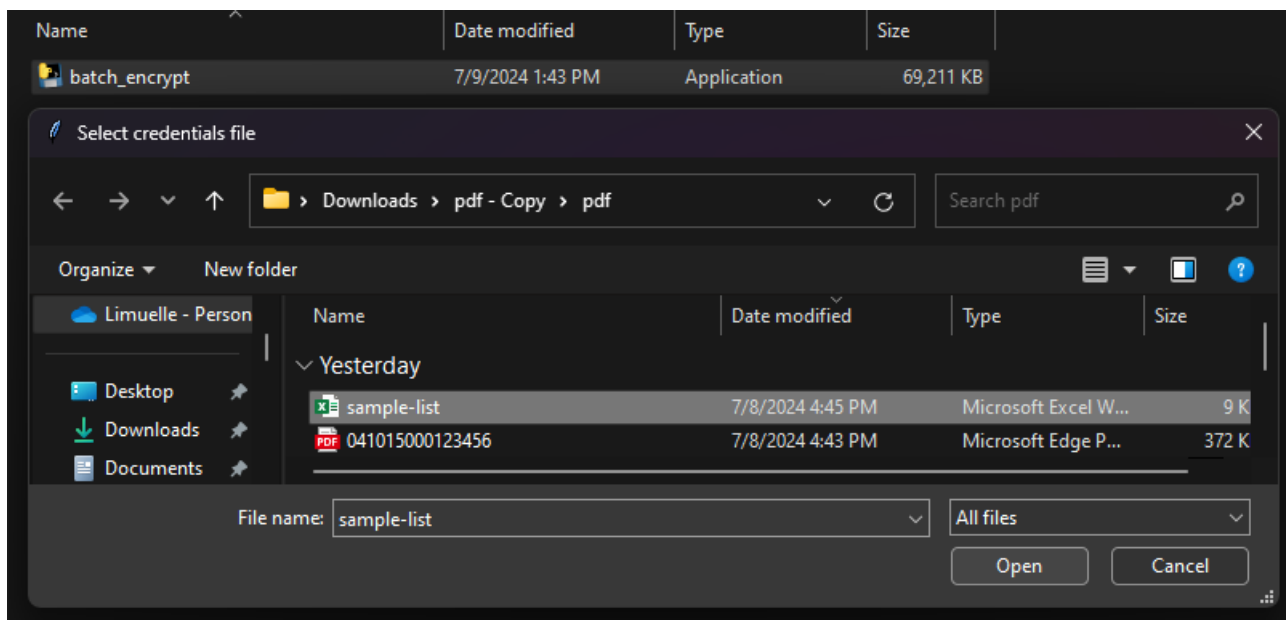 Name Date modified Type Size
batch_encrypt 7/9/2024 1:43 PM Application 69,211 KB
Select credentials file
Downloads pdf - Copy pdf Search pdf
Organize New folder
Limuelle - Person Name Date modified Type Size
Yesterday
Desktop sample-list 7/8/2024 4:45 PM Microsoft Excel W... 9 K
Downloads PDF 041015000123456 7/8/2024 4:43 PM Microsoft Edge P... 372 K
Documents
File name: sample-list All files
Open Cancel